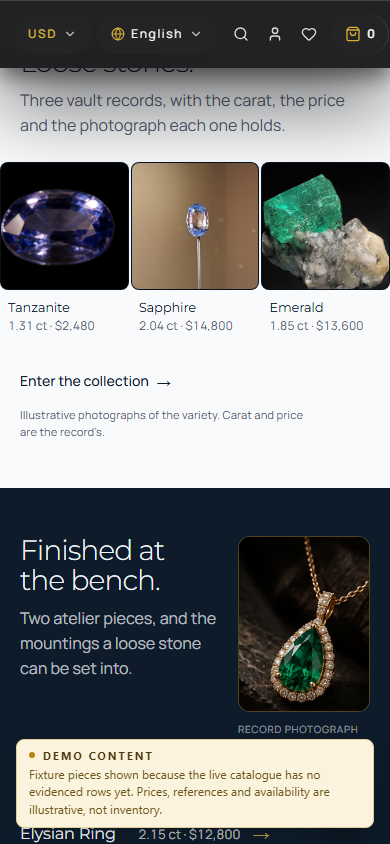 USD English 0
Loose stones.
Three vault records, with the carat, the price
and the photograph each one holds.
Tanzanite
1.31 ct · $2,480
Sapphire
2.04 ct · $14,800
Emerald
1.85 ct · $13,600
Enter the collection →
Illustrative photographs of the variety. Carat and price
are the record's.
Finished at
the bench.
Two atelier pieces, and the
mountings a loose stone
can be set into.
RECORD PHOTOGRAPH
DEMO CONTENT
Fixture pieces shown because the live catalogue has no
evidenced rows yet. Prices, references and availability are
illustrative, not inventory.
Elysian Ring 2.15 ct · $12,800 →